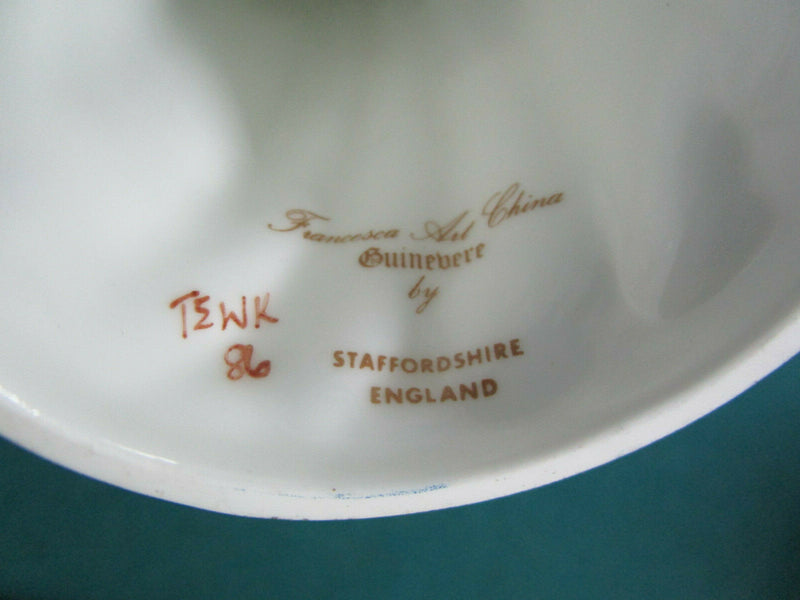 Francesca Art China
Guinevere
by
STAFFORDSHIRE
ENGLAND
TEWK
86